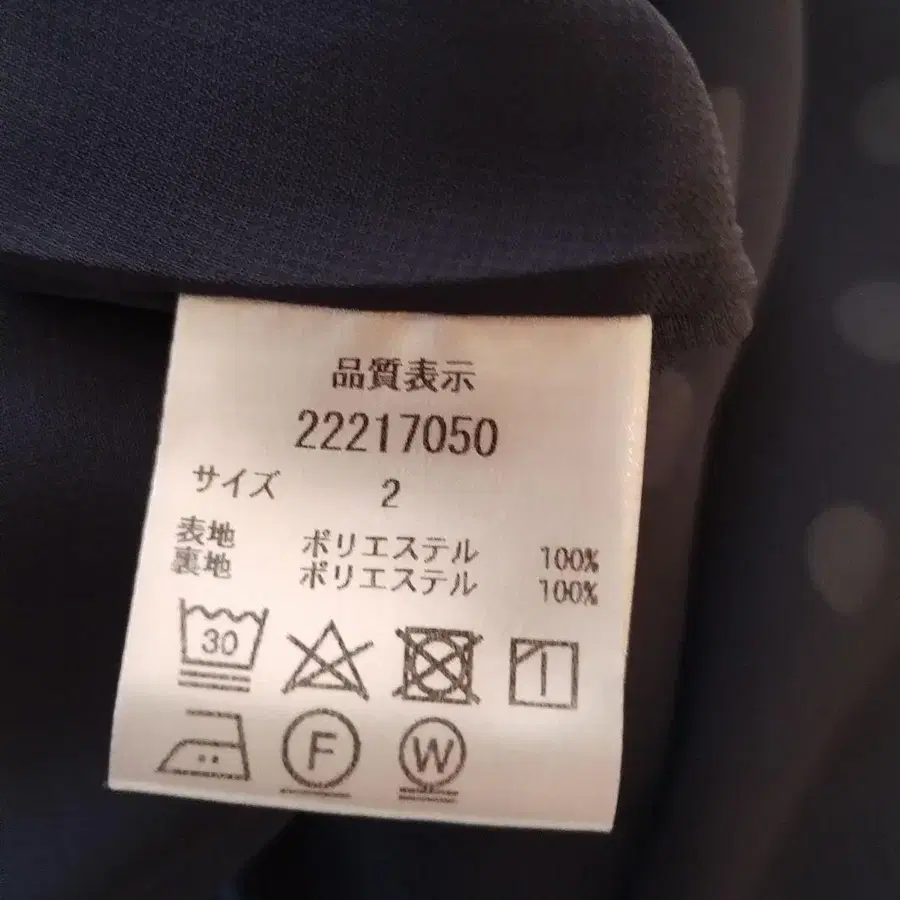 品質表示
22217050
サイズ 2
表地 ポリエステル 100%
裏地 ポリエステル 100%
30
F W